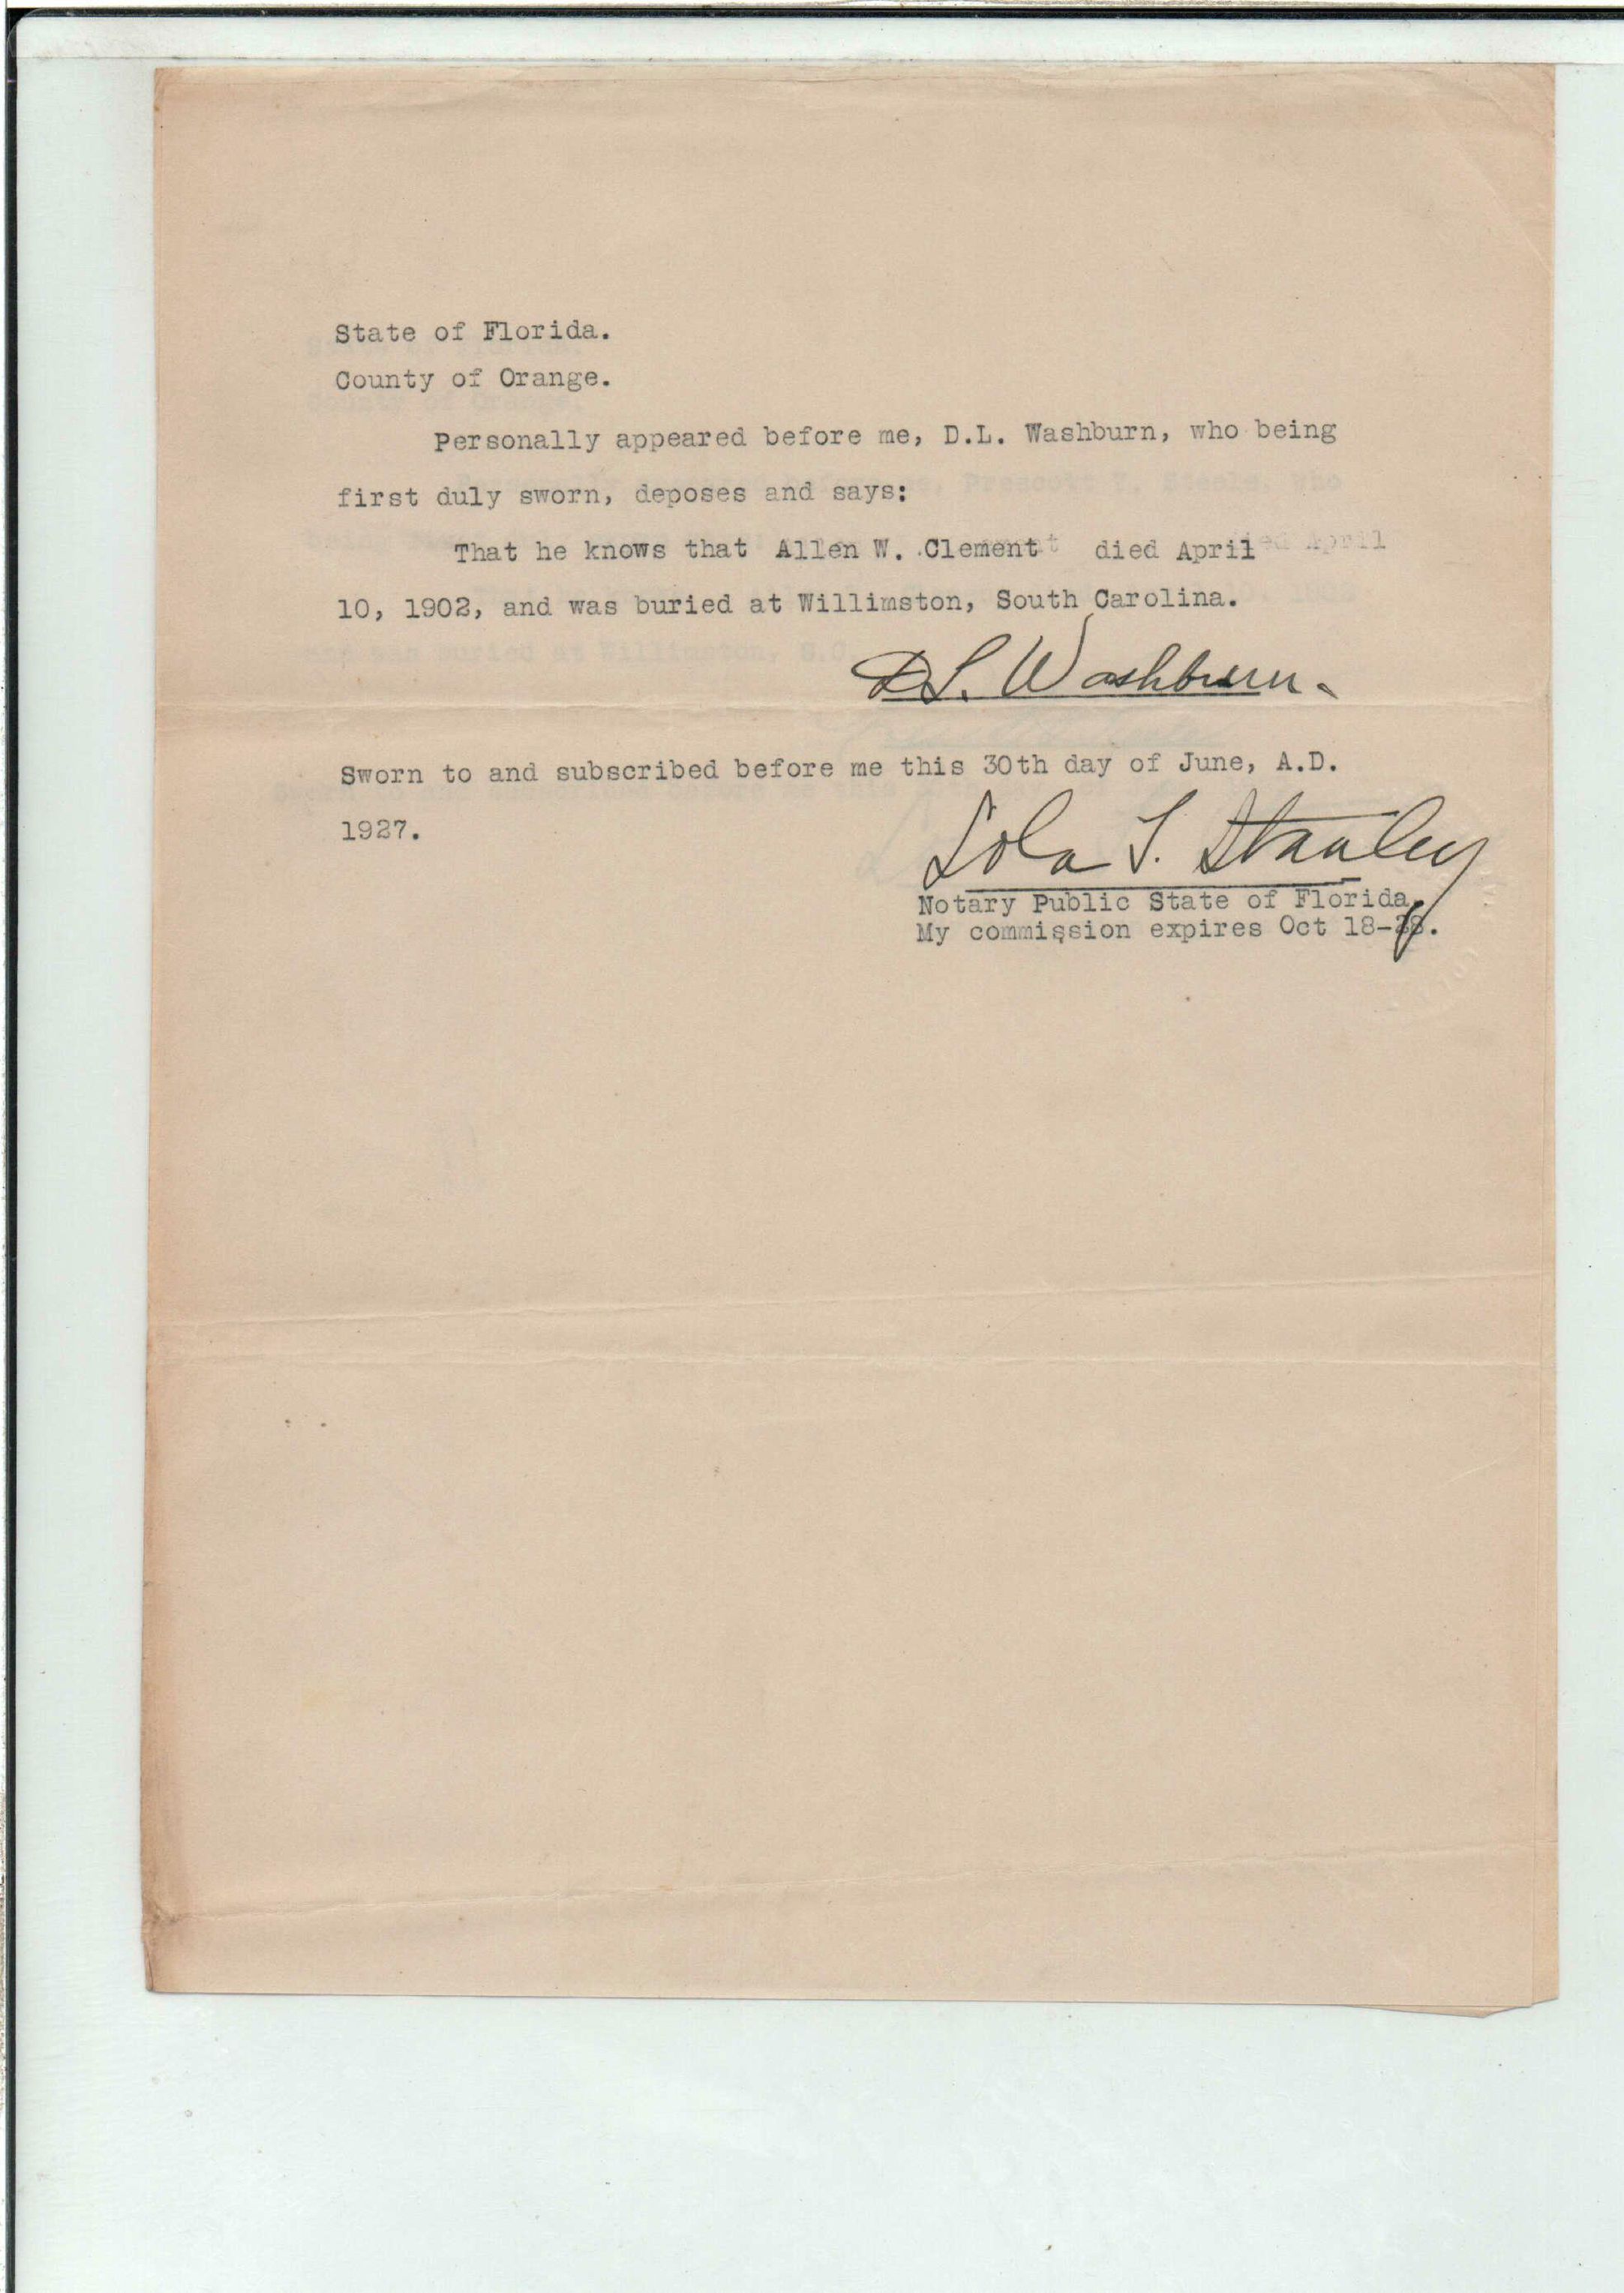 State of Florida.
County of Orange.
Personally appeared before me, D.L. Washburn, who being
first duly sworn, deposes and says:
That he knows that Allen W. Clement died April
10, 1902, and was buried at Willimston, South Carolina.
D.L. Washburn.
Sworn to and subscribed before me this 30th day of June, A.D.
1927.
Lola T. Stanley
Notary Public State of Florida.
My commission expires Oct 18-28.